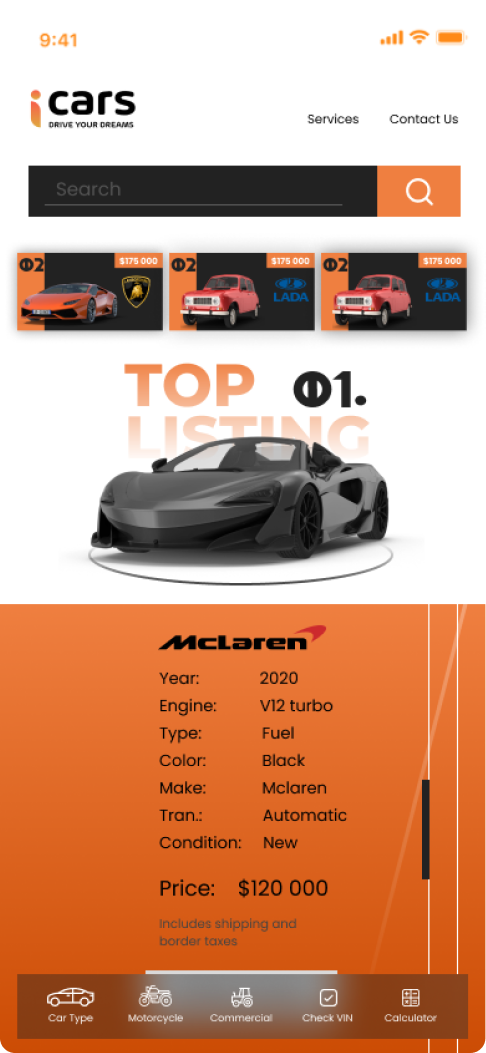 9:41
i cars
DRIVE YOUR DREAMS
Services Contact Us
Search
02 $175 000
02 $175 000 LADA
02 $175 000 LADA
TOP 01.
LISTING
McLaren
Year: 2020
Engine: V12 turbo
Type: Fuel
Color: Black
Make: Mclaren
Tran.: Automatic
Condition: New
Price: $120 000
Includes shipping and
border taxes
Car Type Motorcycle Commercial Check VIN Calculator